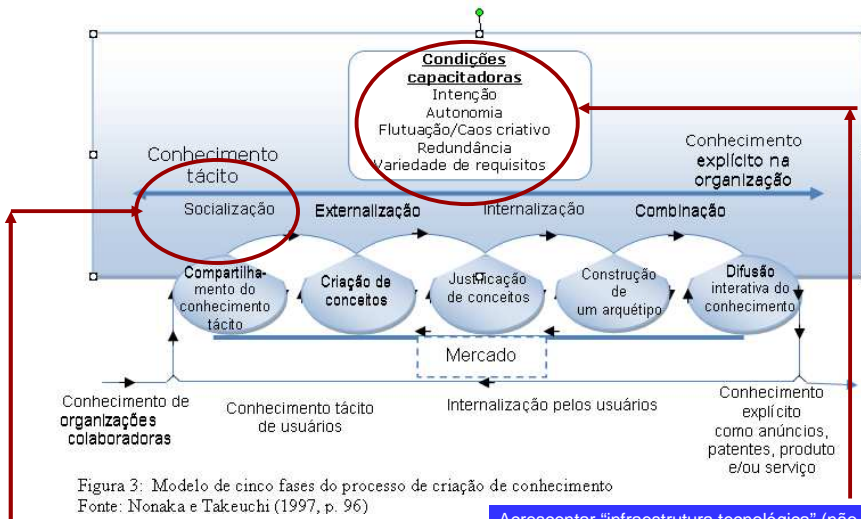 Condições
capacitadoras
Intenção
Autonomia
Flutuação/Caos criativo
Redundância
Variedade de requisitos
Conhecimento
tácito
Conhecimento
explícito na
organização
Socialização
Externalização
Internalização
Combinação
Compartilha-
mento do
conhecimento
tácito
Criação de
conceitos
Justificação
de conceitos
Construção
de
um arquétipo
Difusão
interativa do
conhecimento
Mercado
Conhecimento de
organizações
colaboradoras
Conhecimento tácito
de usuários
Internalização pelos usuários
Conhecimento
explícito
como anúncios,
patentes, produto
e/ou serviço
Figura 3: Modelo de cinco fases do processo de criação de conhecimento
Fonte: Nonaka e Takeuchi (1997, p. 96)
Acrescentar "infraestrutura tecnológica" (não